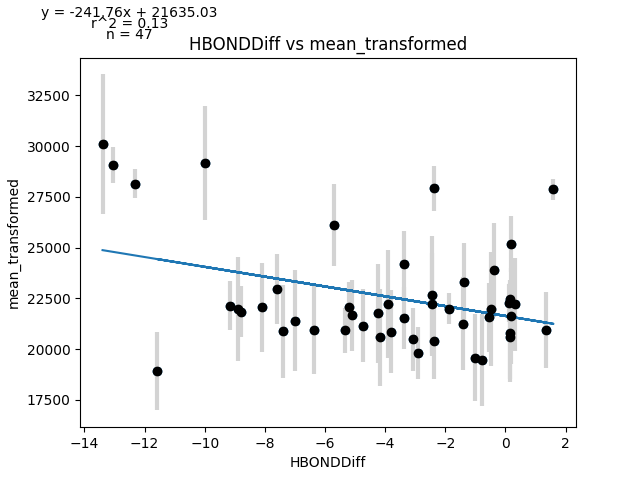 y = -241.76x + 21635.03
r^2 = 0.13
n = 47
HBONDDiff vs mean_transformed
32500
30000
27500
25000
22500
20000
17500
mean_transformed
−14 −12 −10 −8 −6 −4 −2 0 2
HBONDDiff